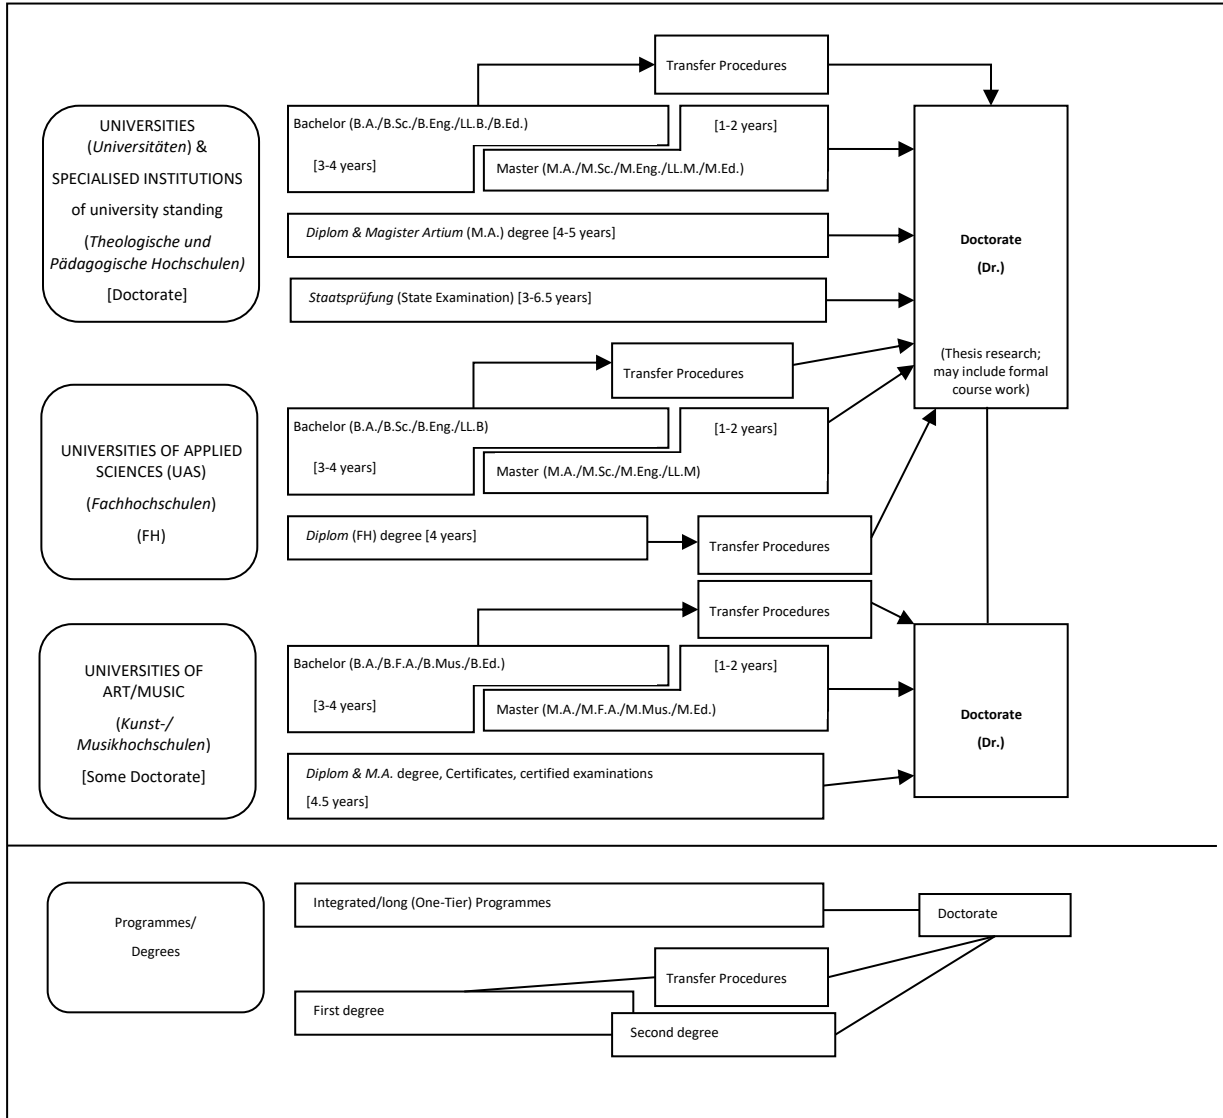 Transfer Procedures
UNIVERSITIES
(Universitäten) &
SPECIALISED INSTITUTIONS
of university standing
(Theologische und
Pädagogische Hochschulen)
[Doctorate]
Bachelor (B.A./B.Sc./B.Eng./LL.B./B.Ed.)
[1-2 years]
[3-4 years]
Master (M.A./M.Sc./M.Eng./LL.M./M.Ed.)
Diplom & Magister Artium (M.A.) degree [4-5 years]
Staatsprüfung (State Examination) [3-6.5 years]
Doctorate
(Dr.)
(Thesis research;
may include formal
course work)
Transfer Procedures
UNIVERSITIES OF APPLIED
SCIENCES (UAS)
(Fachhochschulen)
(FH)
Bachelor (B.A./B.Sc./B.Eng./LL.B)
[1-2 years]
[3-4 years]
Master (M.A./M.Sc./M.Eng./LL.M)
Diplom (FH) degree [4 years]
Transfer Procedures
Transfer Procedures
UNIVERSITIES OF
ART/MUSIC
(Kunst-/
Musikhochschulen)
[Some Doctorate]
Bachelor (B.A./B.F.A./B.Mus./B.Ed.)
[1-2 years]
[3-4 years]
Master (M.A./M.F.A./M.Mus./M.Ed.)
Diplom & M.A. degree, Certificates, certified examinations
[4.5 years]
Doctorate
(Dr.)
Programmes/
Degrees
Integrated/long (One-Tier) Programmes
Doctorate
Transfer Procedures
First degree
Second degree